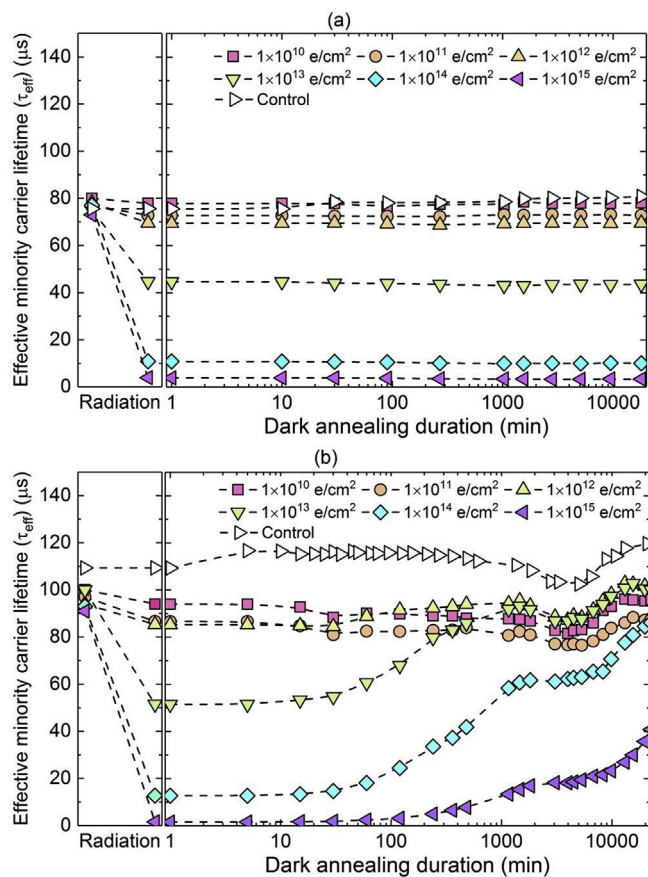 (a)
Effective minority carrier lifetime (τeff) (μs)
140
120
100
80
60
40
20
0
1×10¹⁰ e/cm² 1×10¹¹ e/cm² 1×10¹² e/cm²
1×10¹³ e/cm² 1×10¹⁴ e/cm² 1×10¹⁵ e/cm²
Control
Radiation 1 10 100 1000 10000
Dark annealing duration (min)
(b)
Effective minority carrier lifetime (τeff) (μs)
140
120
100
80
60
40
20
0
1×10¹⁰ e/cm² 1×10¹¹ e/cm² 1×10¹² e/cm²
1×10¹³ e/cm² 1×10¹⁴ e/cm² 1×10¹⁵ e/cm²
Control
Radiation 1 10 100 1000 10000
Dark annealing duration (min)